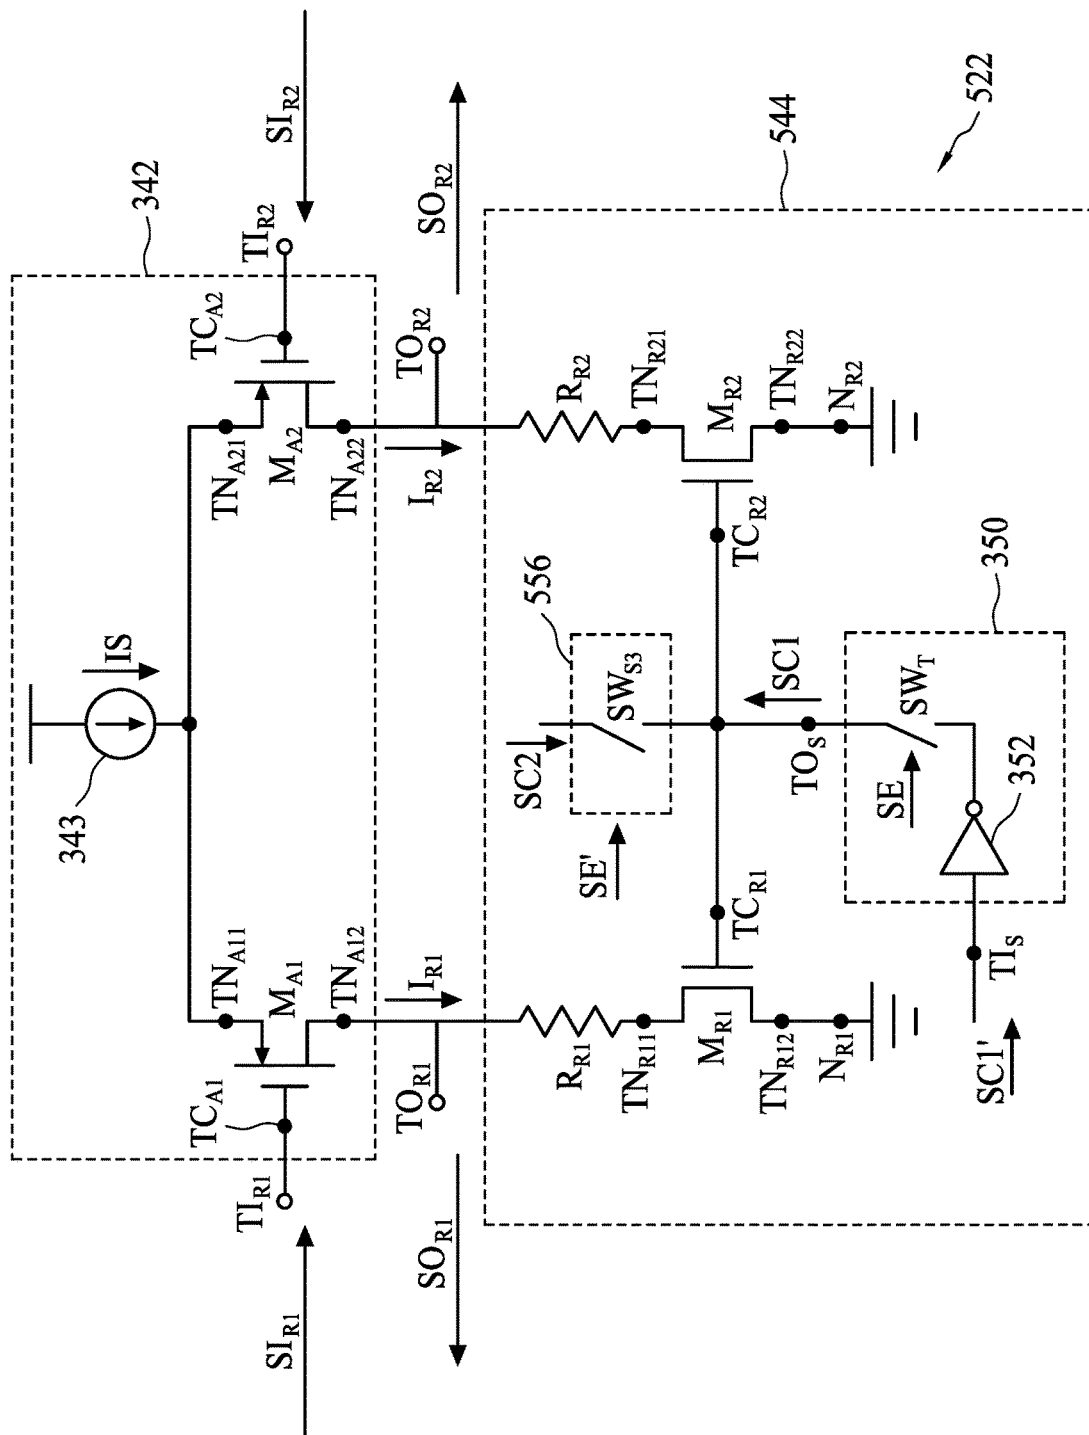 342
343
IS
SI_R1
TI_R1
TC_A1
TN_A11
M_A1
TN_A12
TN_A21
M_A2
TN_A22
TC_A2
TI_R2
SI_R2
SO_R1
TO_R1
I_R1
I_R2
TO_R2
SO_R2
544
522
R_R1
TN_R11
M_R1
TN_R12
N_R1
TC_R1
SE'
SC2
SW_S3
556
TC_R2
R_R2
TN_R21
M_R2
TN_R22
N_R2
SC1
TO_S
350
SW_T
SE
352
TI_S
SC1'